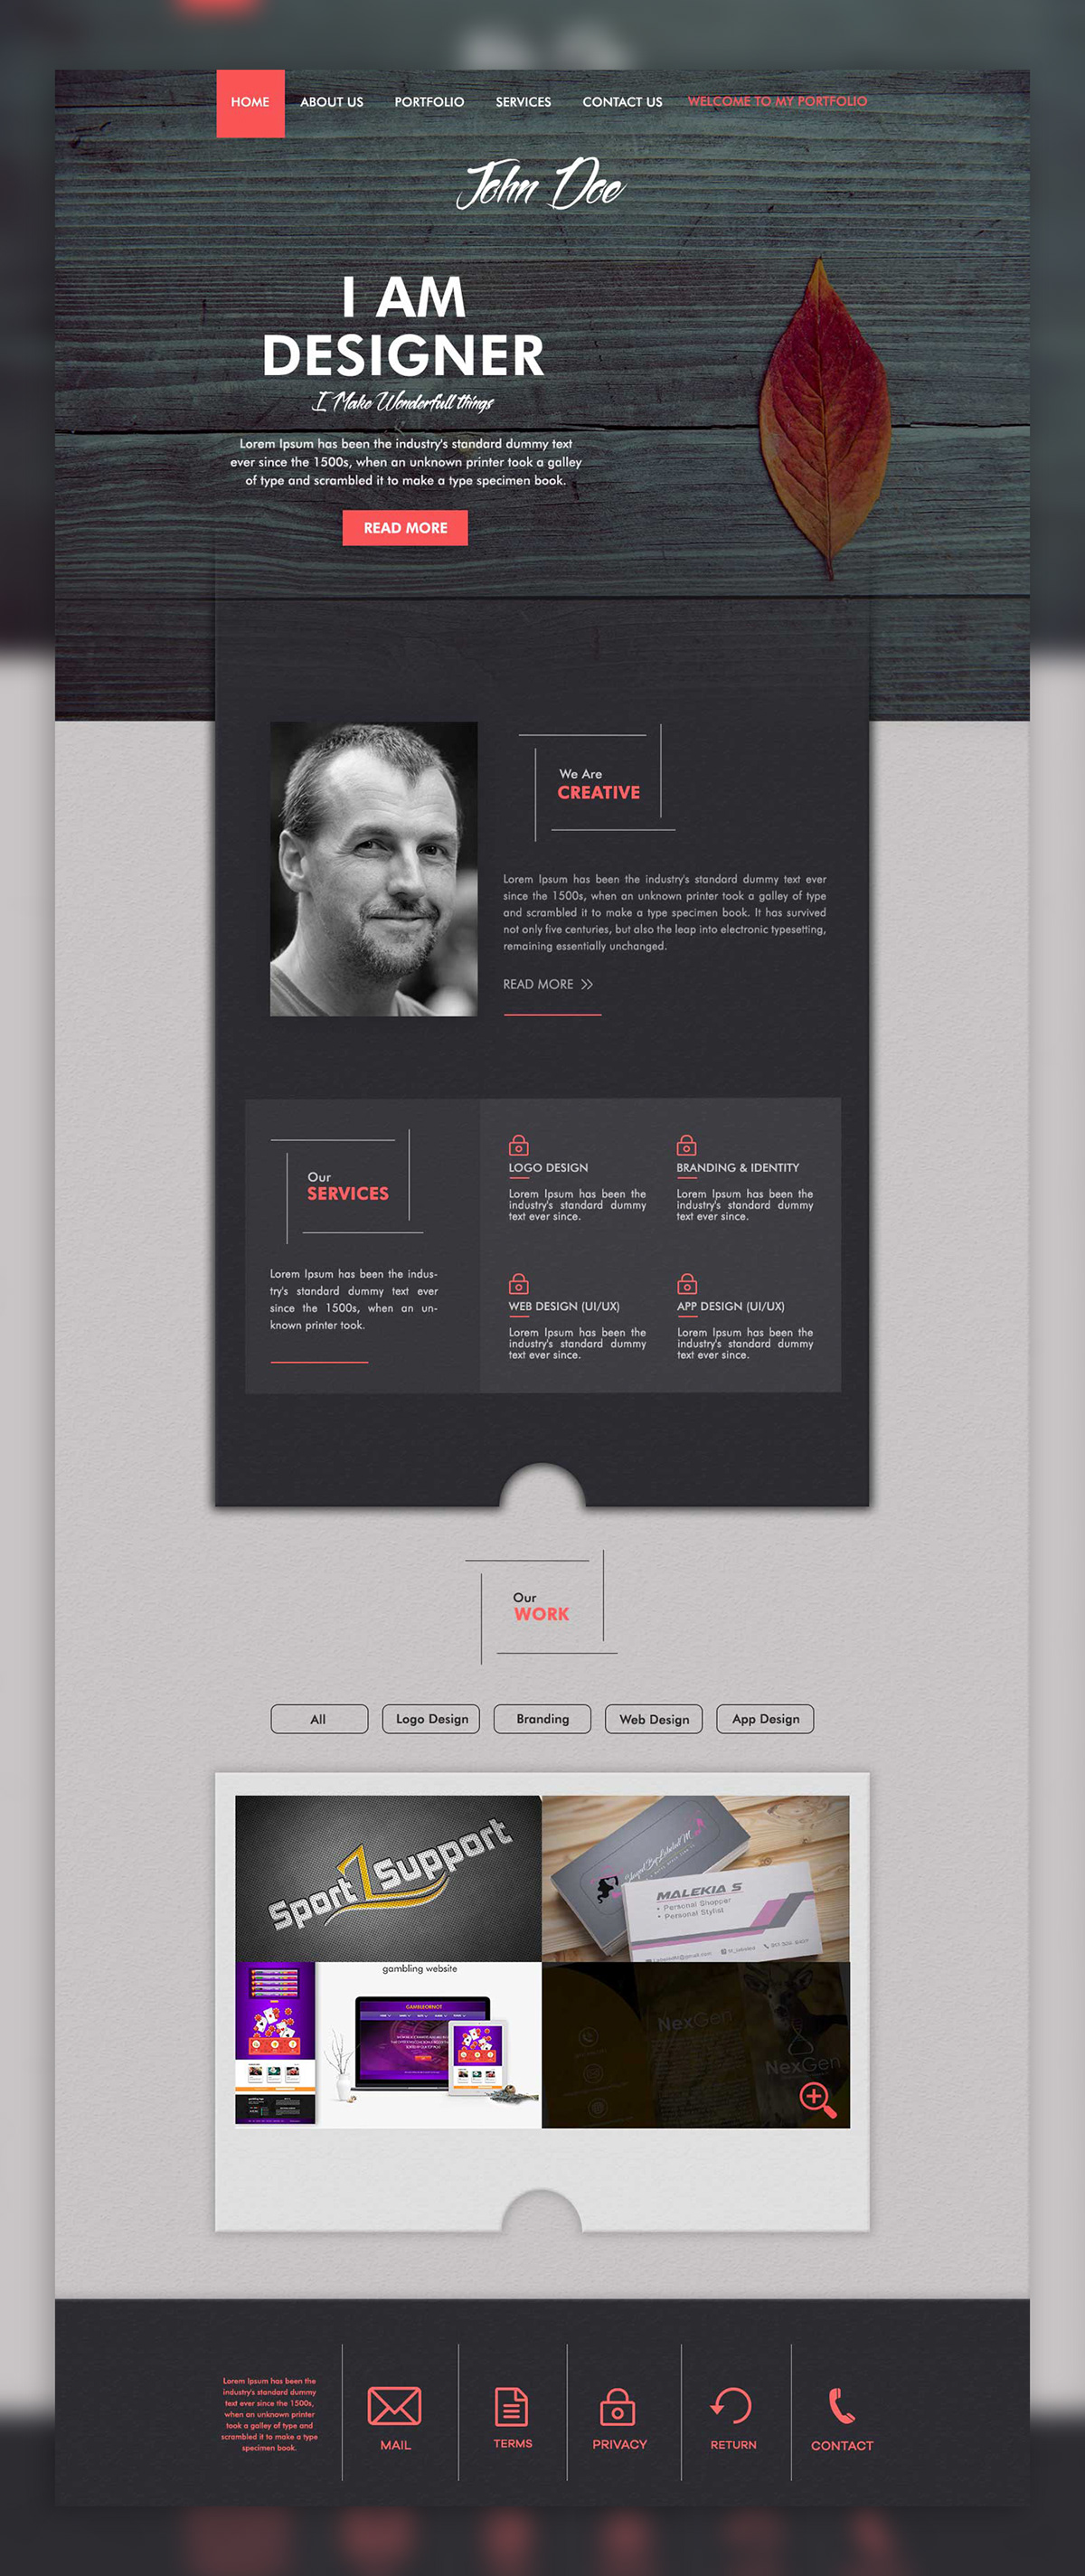 HOME ABOUT US PORTFOLIO SERVICES CONTACT US WELCOME TO MY PORTFOLIO
John Doe
I AM
DESIGNER
I Make Wonderfull things
Lorem Ipsum has been the industry's standard dummy text
ever since the 1500s, when an unknown printer took a galley
of type and scrambled it to make a type specimen book.
READ MORE
We Are
CREATIVE
Lorem Ipsum has been the industry's standard dummy text ever
since the 1500s, when an unknown printer took a galley of type
and scrambled it to make a type specimen book. It has survived
not only five centuries, but also the leap into electronic typesetting,
remaining essentially unchanged.
READ MORE
Our
SERVICES
Lorem Ipsum has been the indus-
try's standard dummy text ever
since the 1500s, when an un-
known printer took.
LOGO DESIGN
Lorem Ipsum has been the
industry's standard dummy
text ever since.
BRANDING & IDENTITY
Lorem Ipsum has been the
industry's standard dummy
text ever since.
WEB DESIGN (UI/UX)
Lorem Ipsum has been the
industry's standard dummy
text ever since.
APP DESIGN (UI/UX)
Lorem Ipsum has been the
industry's standard dummy
text ever since.
Our
WORK
All Logo Design Branding Web Design App Design
Sport Support
MALEKIA S
• Personal Shopper
• Personal Stylist
gambling website
GAMBLEORNOT
NexGen
NexGen
Lorem Ipsum has been the
industry's standard dummy
text ever since the 1500s,
when an unknown printer
took a galley of type and
scrambled it to make a type
specimen book.
MAIL
TERMS
PRIVACY
RETURN
CONTACT